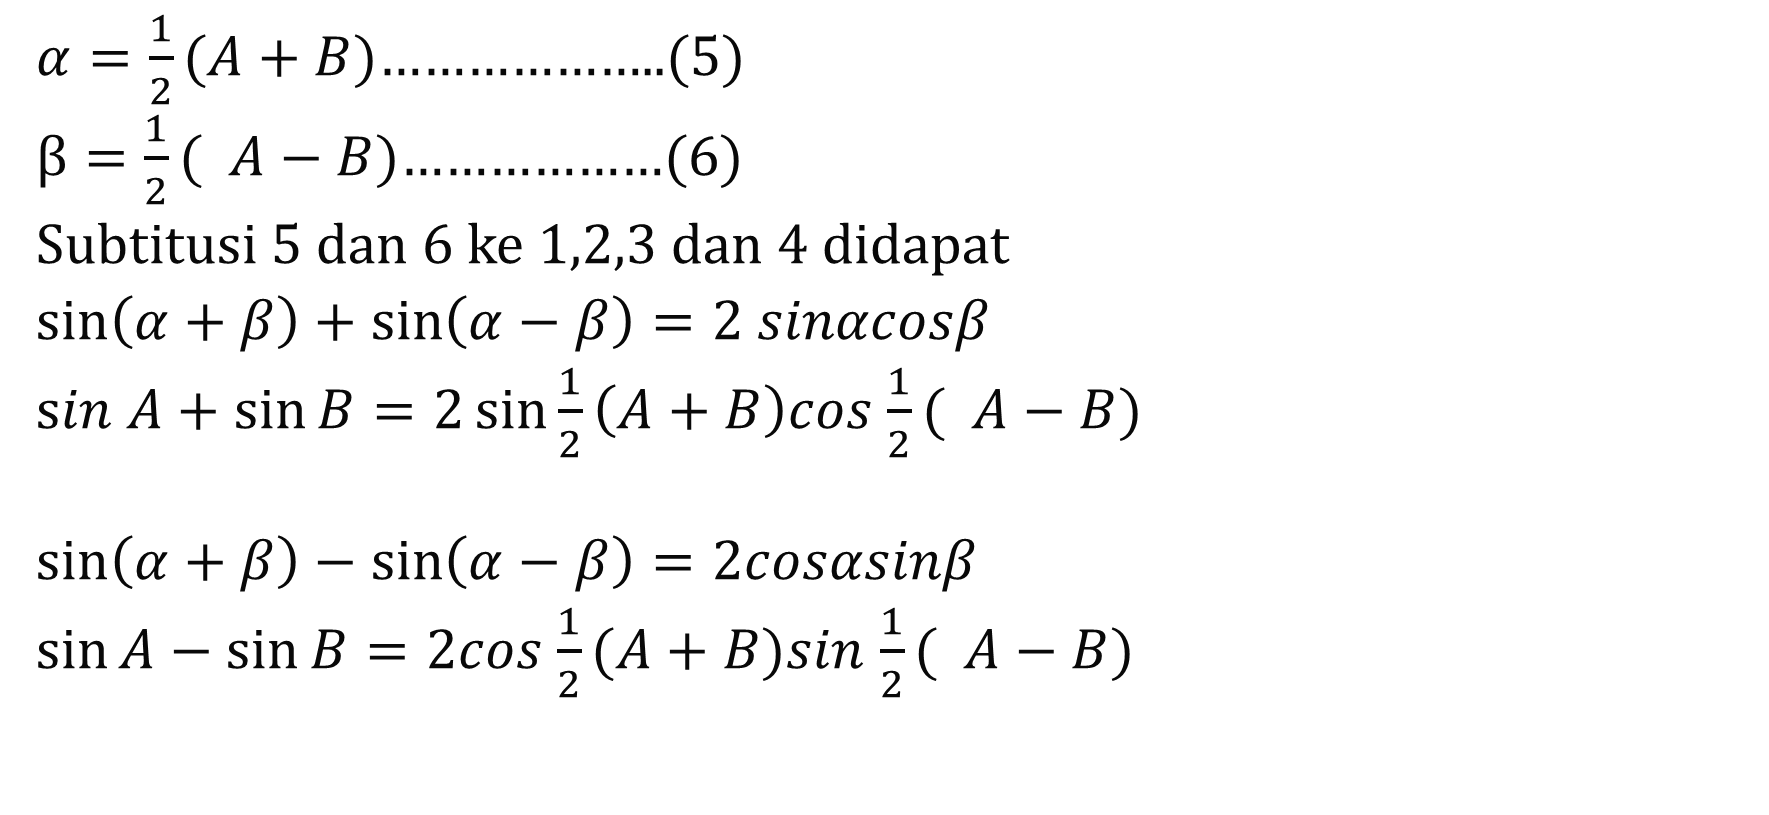 α = 1/2 (A + B)…………………..(5)
β = 1/2 ( A − B)………………(6)
Subtitusi 5 dan 6 ke 1,2,3 dan 4 didapat
sin(α + β) + sin(α − β) = 2 sinαcosβ
sin A + sin B = 2 sin 1/2 (A + B)cos 1/2 ( A − B)
sin(α + β) − sin(α − β) = 2cosαsinβ
sin A − sin B = 2cos 1/2 (A + B)sin 1/2 ( A − B)